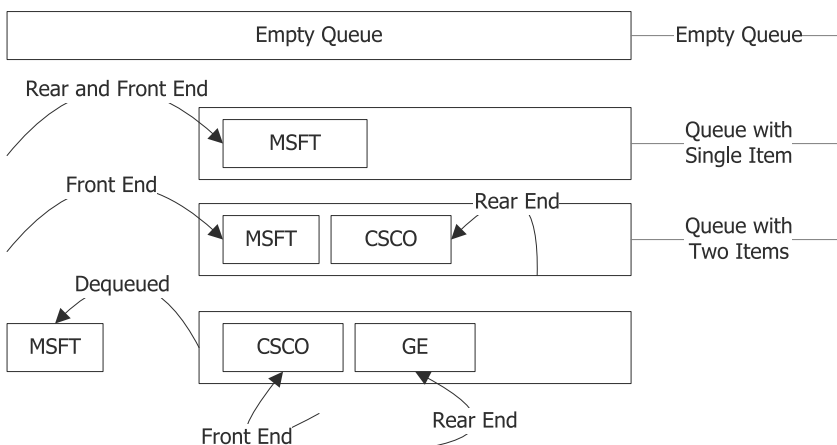 Empty Queue
Empty Queue
Rear and Front End
MSFT
Queue with
Single Item
Front End
Rear End
MSFT
CSCO
Queue with
Two Items
Dequeued
MSFT
CSCO
GE
Front End
Rear End